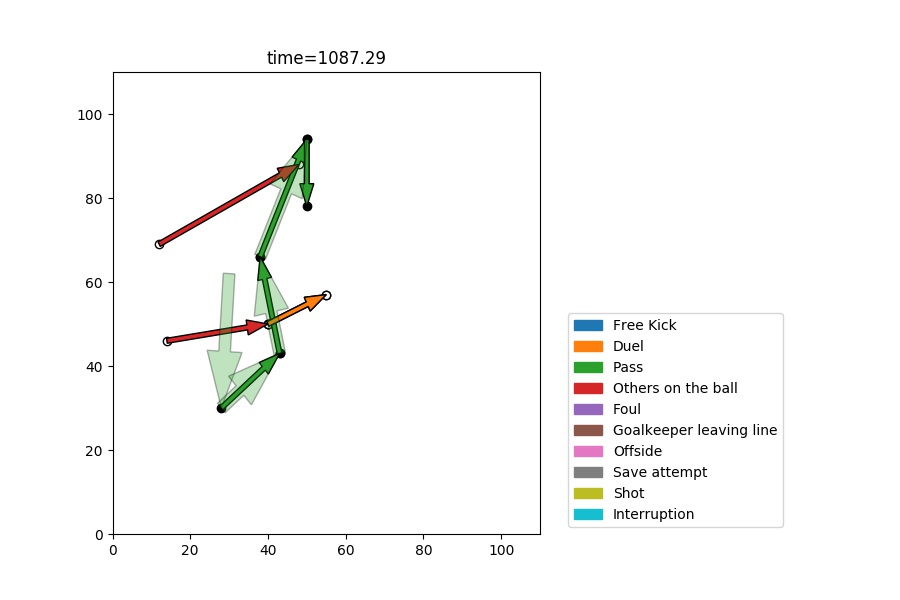 time=1087.29
100
80
60
40
20
0
0 20 40 60 80 100
Free Kick
Duel
Pass
Others on the ball
Foul
Goalkeeper leaving line
Offside
Save attempt
Shot
Interruption